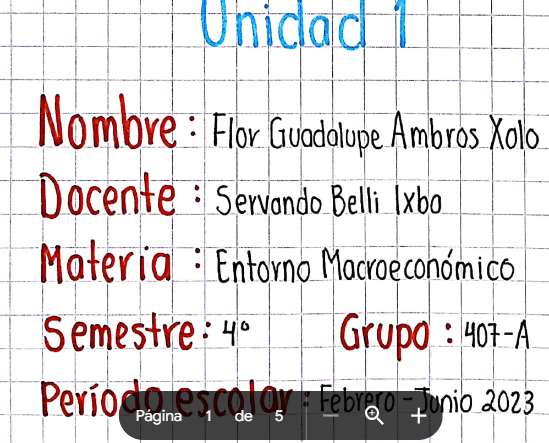 Unidad 1
Nombre: Flor Guadalupe Ambros Xolo
Docente: Servando Belli Ixba
Materia: Entorno Macroeconómico
Semestre: 4° Grupo: 407-A
Período escolar: Febrero-Junio 2023
Página 1 de 5